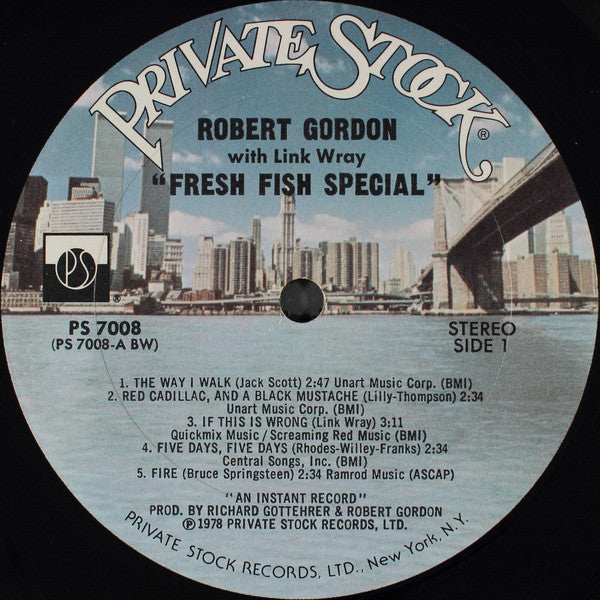 PRIVATE STOCK®
ROBERT GORDON
with Link Wray
"FRESH FISH SPECIAL"
PS
®
PS 7008
(PS 7008-A BW)
STEREO
SIDE 1
1. THE WAY I WALK (Jack Scott) 2:47 Unart Music Corp. (BMI)
2. RED CADILLAC, AND A BLACK MUSTACHE (Lilly-Thompson) 2:34
Unart Music Corp. (BMI)
3. IF THIS IS WRONG (Link Wray) 3:11
Quickmix Music/Screaming Red Music (BMI)
4. FIVE DAYS, FIVE DAYS (Rhodes-Willey-Franks) 2:34
Central Songs, Inc. (BMI)
5. FIRE (Bruce Springsteen) 2:34 Ramrod Music (ASCAP)
"AN INSTANT RECORD"
PROD. BY RICHARD GOTTEHRER & ROBERT GORDON
℗1978 PRIVATE STOCK RECORDS, LTD.
PRIVATE STOCK RECORDS, LTD., New York, N.Y.